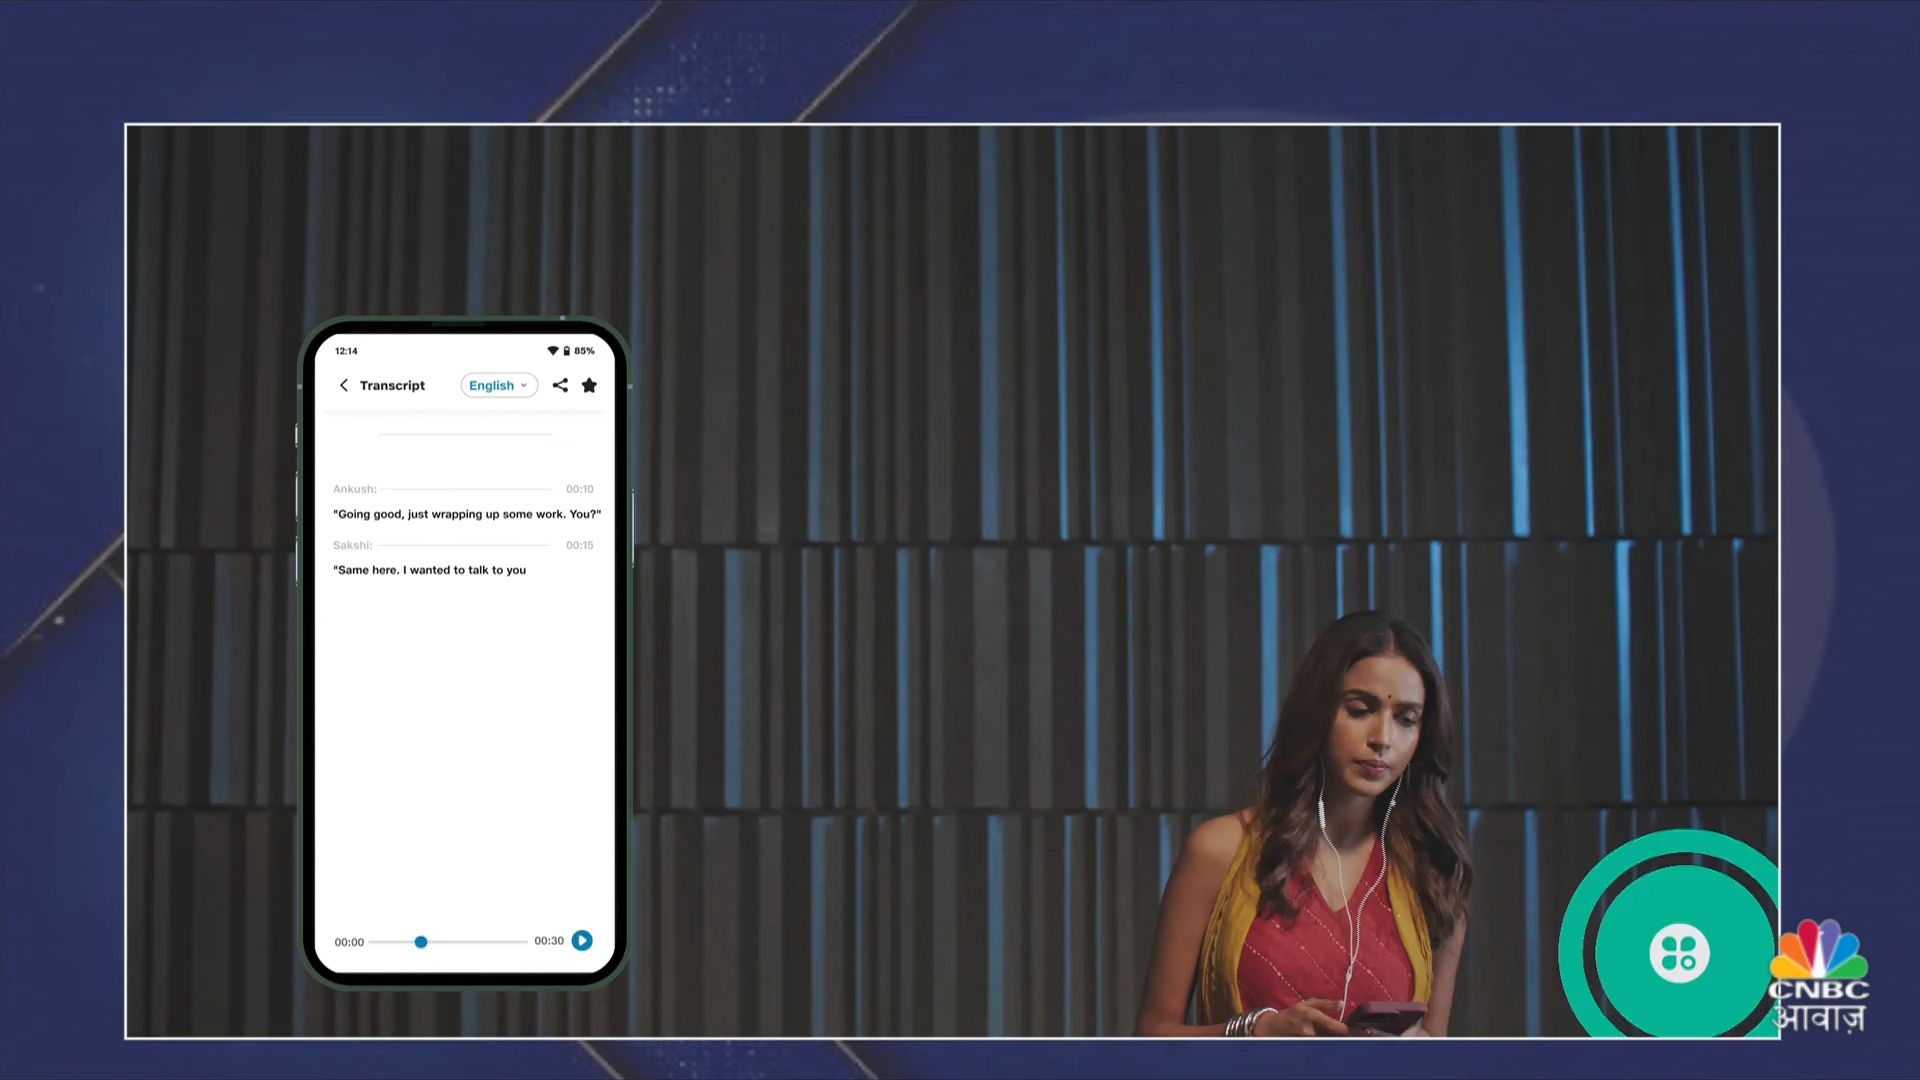 12:14
85%
Transcript
English
Ankush:
00:10
"Going good, just wrapping up some work. You?"
Sakshi:
00:15
"Same here. I wanted to talk to you
00:00
00:30
CNBC
आवाज़